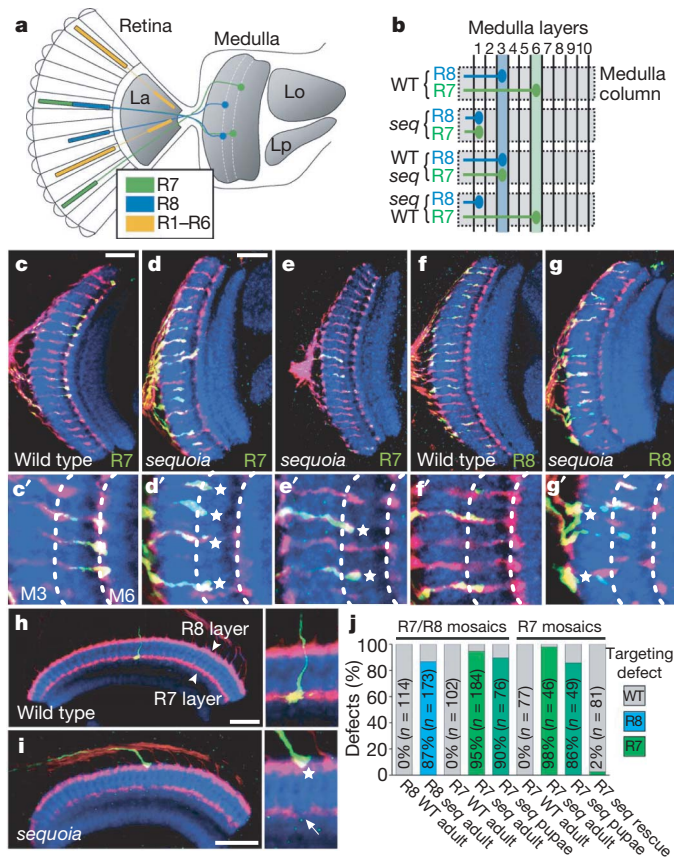 a
Retina
Medulla
La
Lo
Lp
R7
R8
R1–R6
b
Medulla layers
1 2 3 4 5 6 7 8 9 10
WT { R8
R7
Medulla column
seq { R8
R7
WT { R8
seq R7
seq { R8
WT R7
c
Wild type R7
d
sequoia R7
e
R7
f
Wild type R8
g
sequoia R8
c′
M3 M6
d′
e′
f′
g′
h
R8 layer
R7 layer
Wild type
i
sequoia
j
R7/R8 mosaics
R7 mosaics
Targeting defect
WT
R8
R7
Defects (%)
100
80
60
40
20
0
0% (n = 114)
87% (n = 173)
0% (n = 102)
95% (n = 184)
90% (n = 76)
0% (n = 77)
98% (n = 46)
86% (n = 49)
2% (n = 81)
R8 WT adult
R8 seq adult
R7 WT adult
R7 seq adult
R7 seq pupae
R7 WT adult
R7 seq adult
R7 seq pupae
R7 seq rescue